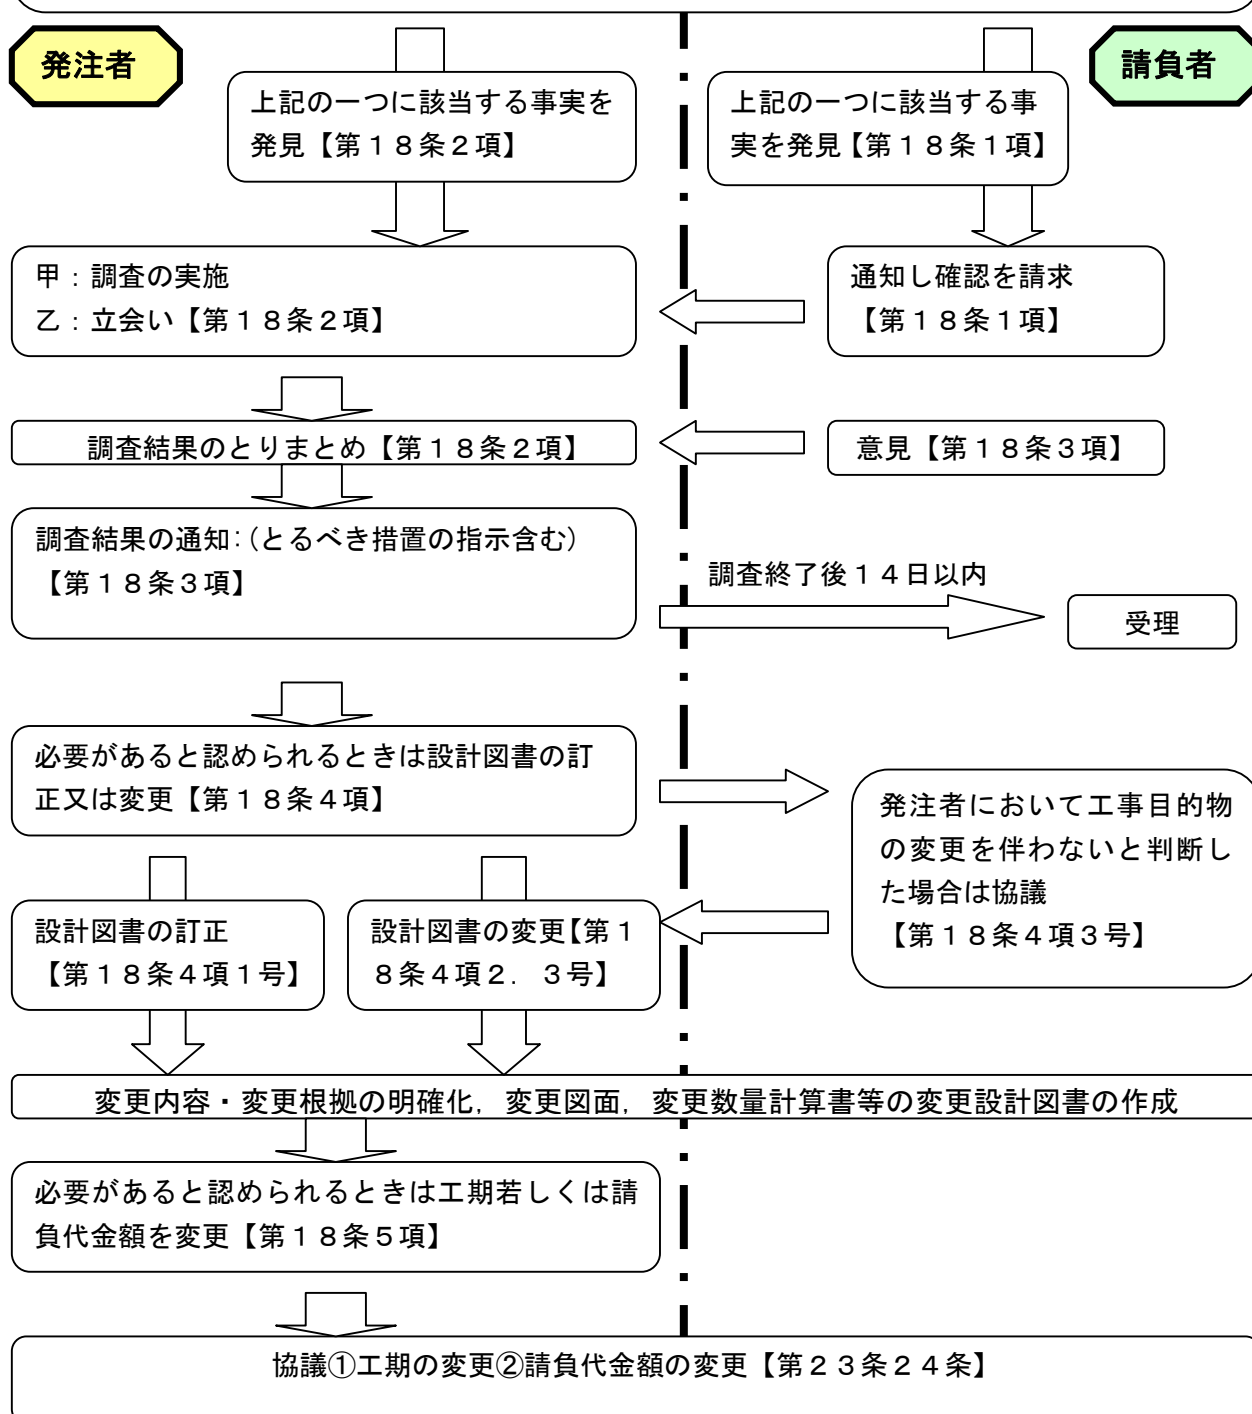 発注者
請負者
上記の一つに該当する事実を
発見【第１８条２項】
上記の一つに該当する事
実を発見【第１８条１項】
甲：調査の実施
乙：立会い【第１８条２項】
通知し確認を請求
【第１８条１項】
調査結果のとりまとめ【第１８条２項】
意見【第１８条３項】
調査結果の通知：（とるべき措置の指示含む）
【第１８条３項】
調査終了後１４日以内
受理
必要があると認められるときは設計図書の訂
正又は変更【第１８条４項】
発注者において工事目的物
の変更を伴わないと判断し
た場合は協議
【第１８条４項３号】
設計図書の訂正
【第１８条４項１号】
設計図書の変更【第１
８条４項２．３号】
変更内容・変更根拠の明確化，変更図面，変更数量計算書等の変更設計図書の作成
必要があると認められるときは工期若しくは請
負代金額を変更【第１８条５項】
協議①工期の変更②請負代金額の変更【第２３条２４条】